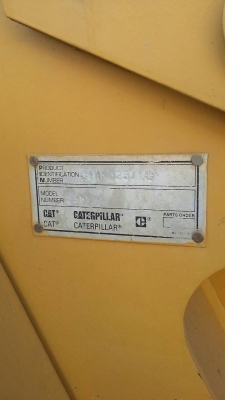 PRODUCT
IDENTIFICATION
NUMBER
MODEL
NUMBER
CAT® CATERPILLAR® C®
CAT® CATERPILLAR®
PARTS ORDER